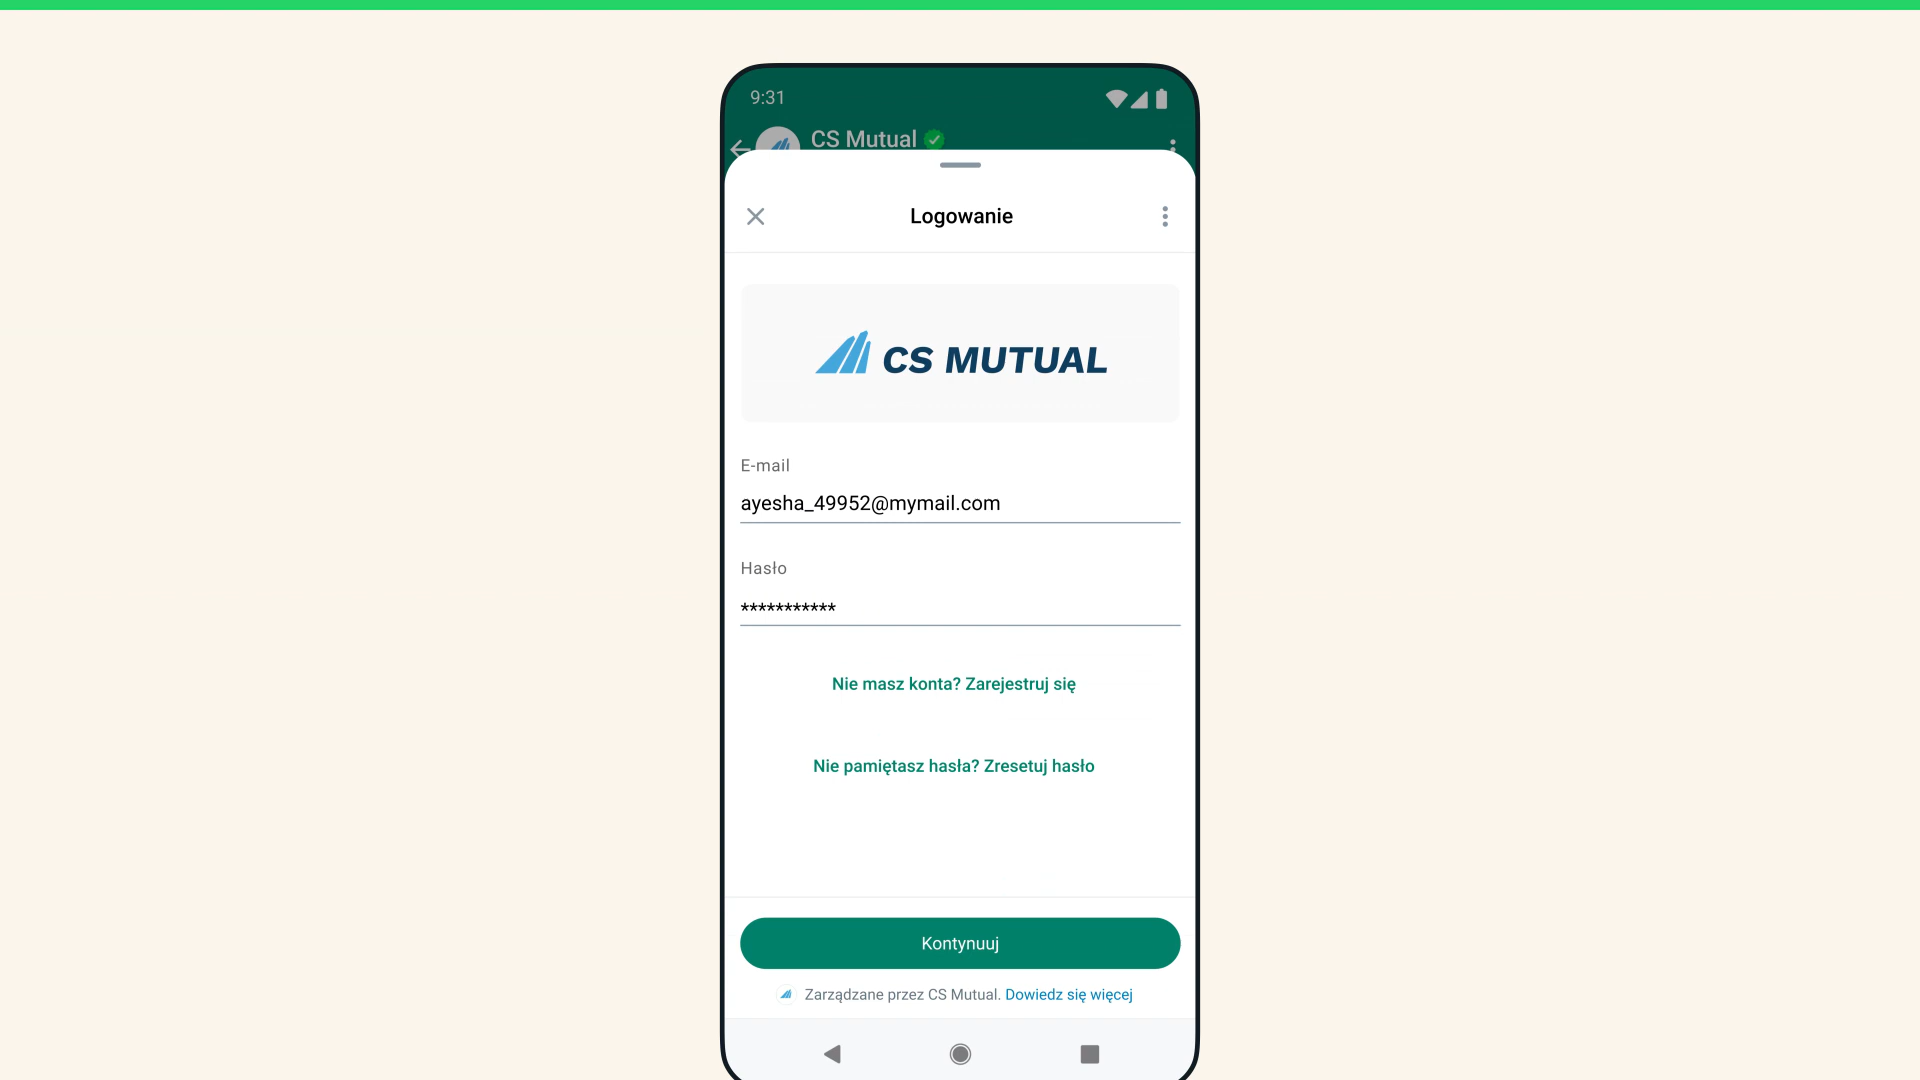 9:31
CS Mutual
Logowanie
CS MUTUAL
E-mail
ayesha_49952@mymail.com
Hasło
***********
Nie masz konta? Zarejestruj się
Nie pamiętasz hasła? Zresetuj hasło
Kontynuuj
Zarządzane przez CS Mutual. Dowiedz się więcej